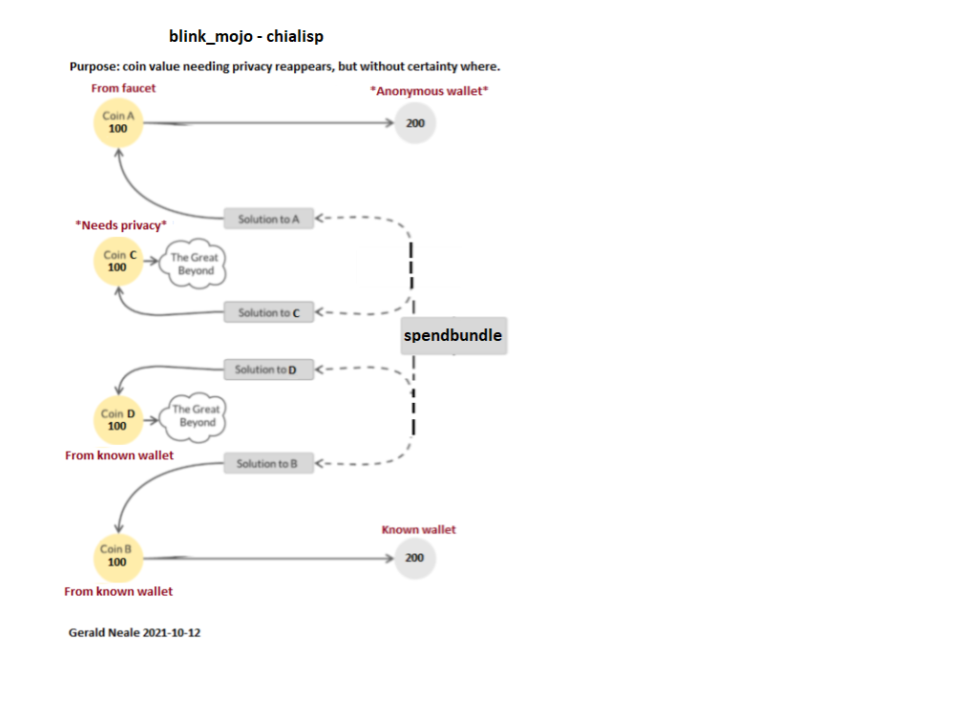 blink_mojo - chialisp
Purpose: coin value needing privacy reappears, but without certainty where.
From faucet
*Anonymous wallet*
Coin A
100
200
Solution to A
*Needs privacy*
Coin C
100
The Great
Beyond
Solution to C
spendbundle
Solution to D
Coin D
100
The Great
Beyond
From known wallet
Solution to B
Known wallet
Coin B
100
200
From known wallet
Gerald Neale 2021-10-12